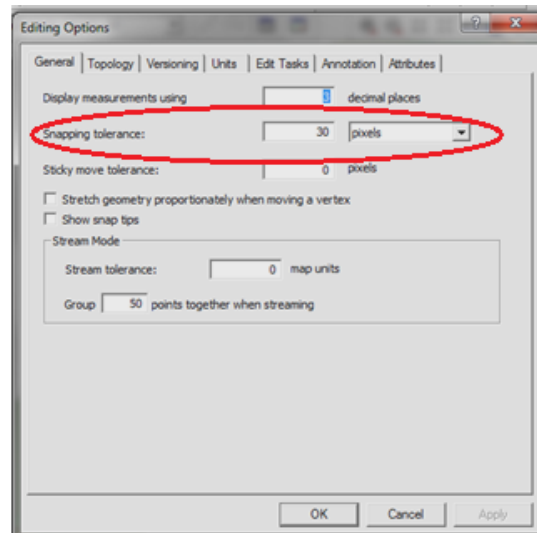 Editing Options
General Topology Versioning Units Edit Tasks Annotation Attributes
Display measurements using 3 decimal places
Snapping tolerance: 30 pixels
Sticky move tolerance: 0 pixels
Stretch geometry proportionately when moving a vertex
Show snap tips
Stream Mode
Stream tolerance: 0 map units
Group 50 points together when streaming
OK Cancel Apply